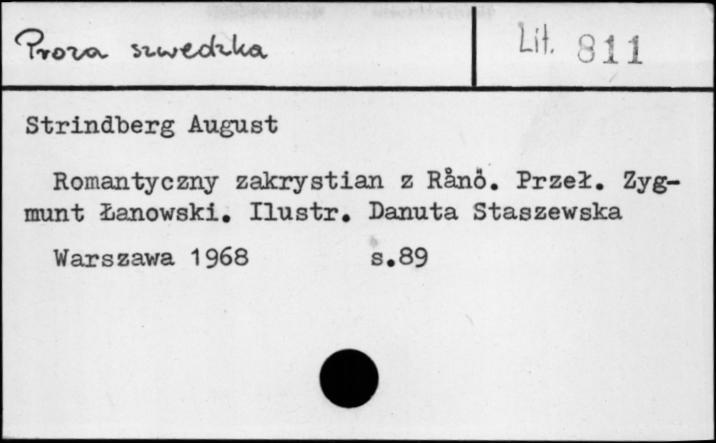 Proza szwedzka
Lit. 811
Strindberg August
Romantyczny zakrystian z Rånö. Przeł. Zyg-
munt Łanowski. Ilustr. Danuta Staszewska
Warszawa 1968 s.89